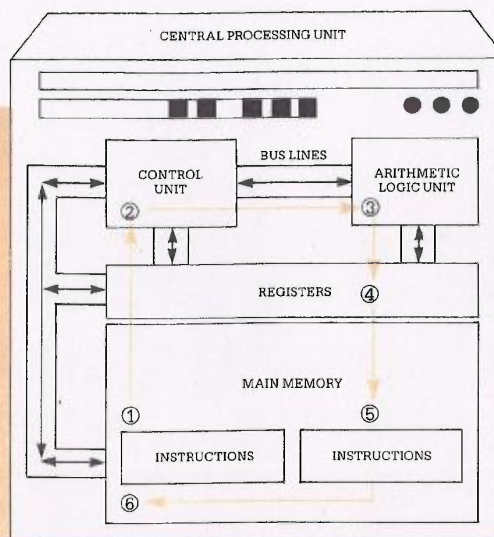 CENTRAL PROCESSING UNIT
BUS LINES
CONTROL
UNIT
ARITHMETIC
LOGIC UNIT
②
③
REGISTERS
④
MAIN MEMORY
①
⑤
INSTRUCTIONS
INSTRUCTIONS
⑥